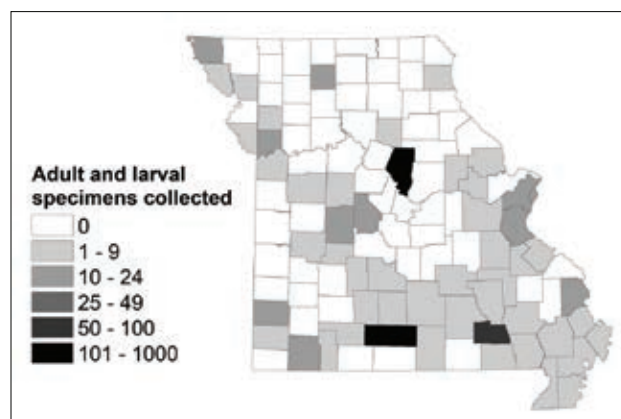 Adult and larval
specimens collected
0
1 - 9
10 - 24
25 - 49
50 - 100
101 - 1000